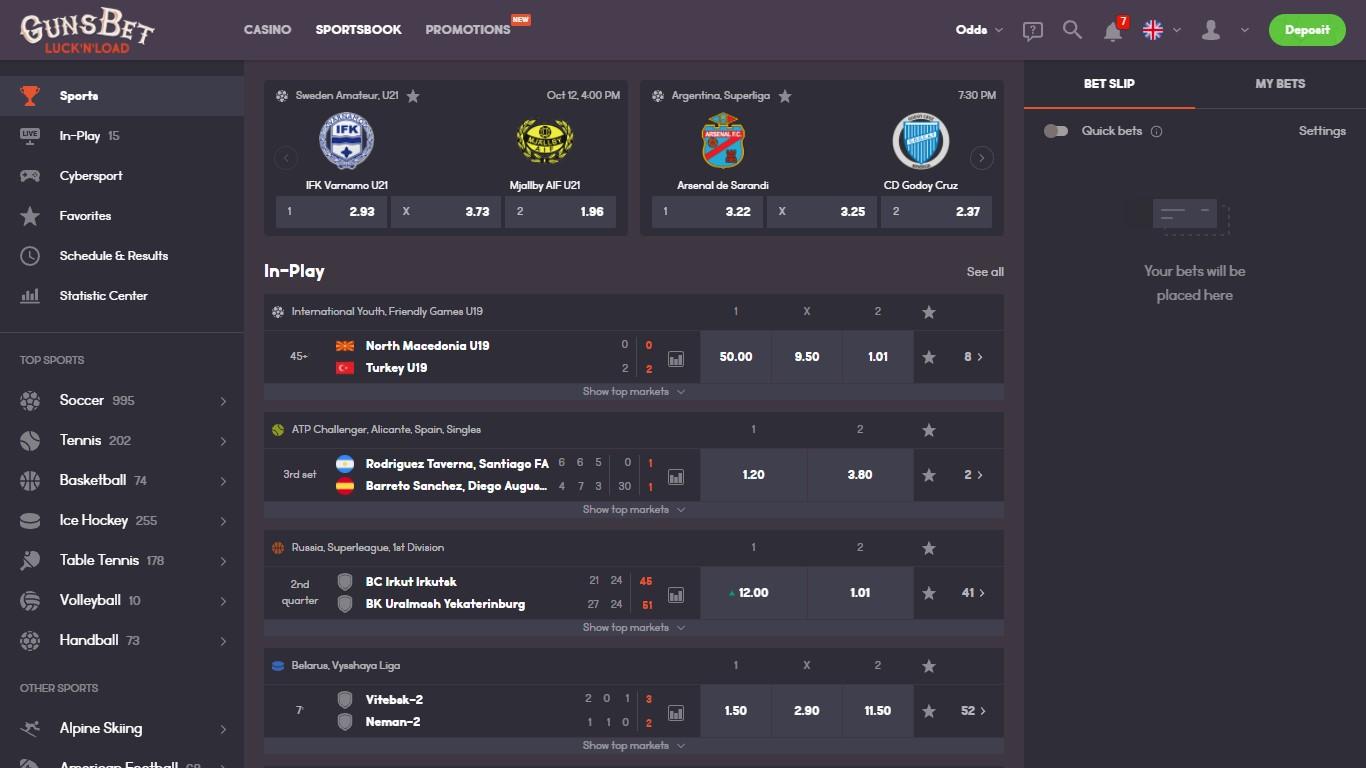 GUNSBET
LUCK'N'LOAD
CASINO
SPORTSBOOK
PROMOTIONS
NEW
Odds
?
7
Deposit
Sports
LIVE
In-Play 15
Cybersport
Favorites
Schedule & Results
Statistic Center
TOP SPORTS
Soccer 995
Tennis 202
Basketball 74
Ice Hockey 255
Table Tennis 178
Volleyball 10
Handball 73
OTHER SPORTS
Alpine Skiing
American Football 68
Sweden Amateur, U21
Oct 12, 4:00 PM
IFK
MJÄLLBY
IFK Varnamo U21
Mjallby AIF U21
1 2.93
X 3.73
2 1.96
Argentina, Superliga
7:30 PM
ARSENAL F.C.
Arsenal de Sarandi
CD Godoy Cruz
1 3.22
X 3.25
2 2.37
In-Play
See all
International Youth, Friendly Games U19
1 X 2
45+'
North Macedonia U19 0 0
Turkey U19 2 2
50.00 9.50 1.01
8
Show top markets
ATP Challenger, Alicante, Spain, Singles
1 2
3rd set
Rodriguez Taverna, Santiago FA 6 6 5 0 1
Barreto Sanchez, Diego Augus... 4 7 3 30 1
1.20 3.80
2
Show top markets
Russia, Superleague, 1st Division
1 2
2nd
quarter
BC Irkut Irkutsk 21 24 45
BK Uralmash Yekaterinburg 27 24 51
12.00 1.01
41
Show top markets
Belarus, Vysshaya Liga
1 X 2
7'
Vitebsk-2 2 0 1 3
Neman-2 1 1 0 2
1.50 2.90 11.50
52
Show top markets
BET SLIP
MY BETS
Quick bets
Settings
Your bets will be
placed here